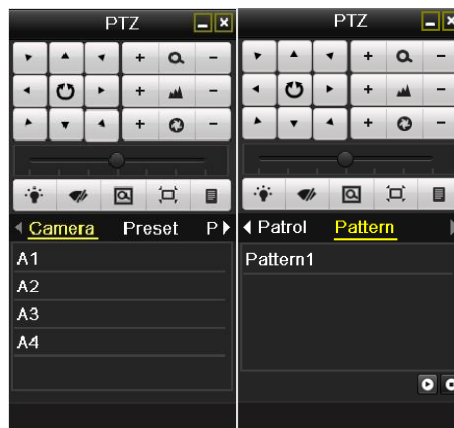 PTZ
Camera Preset P
A1
A2
A3
A4
PTZ
Patrol Pattern
Pattern1